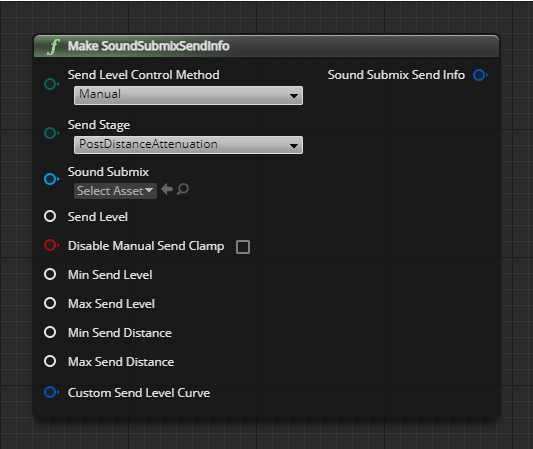 Make SoundSubmixSendInfo
Send Level Control Method
Sound Submix Send Info
Manual
Send Stage
PostDistanceAttenuation
Sound Submix
Select Asset
Send Level
Disable Manual Send Clamp
Min Send Level
Max Send Level
Min Send Distance
Max Send Distance
Custom Send Level Curve